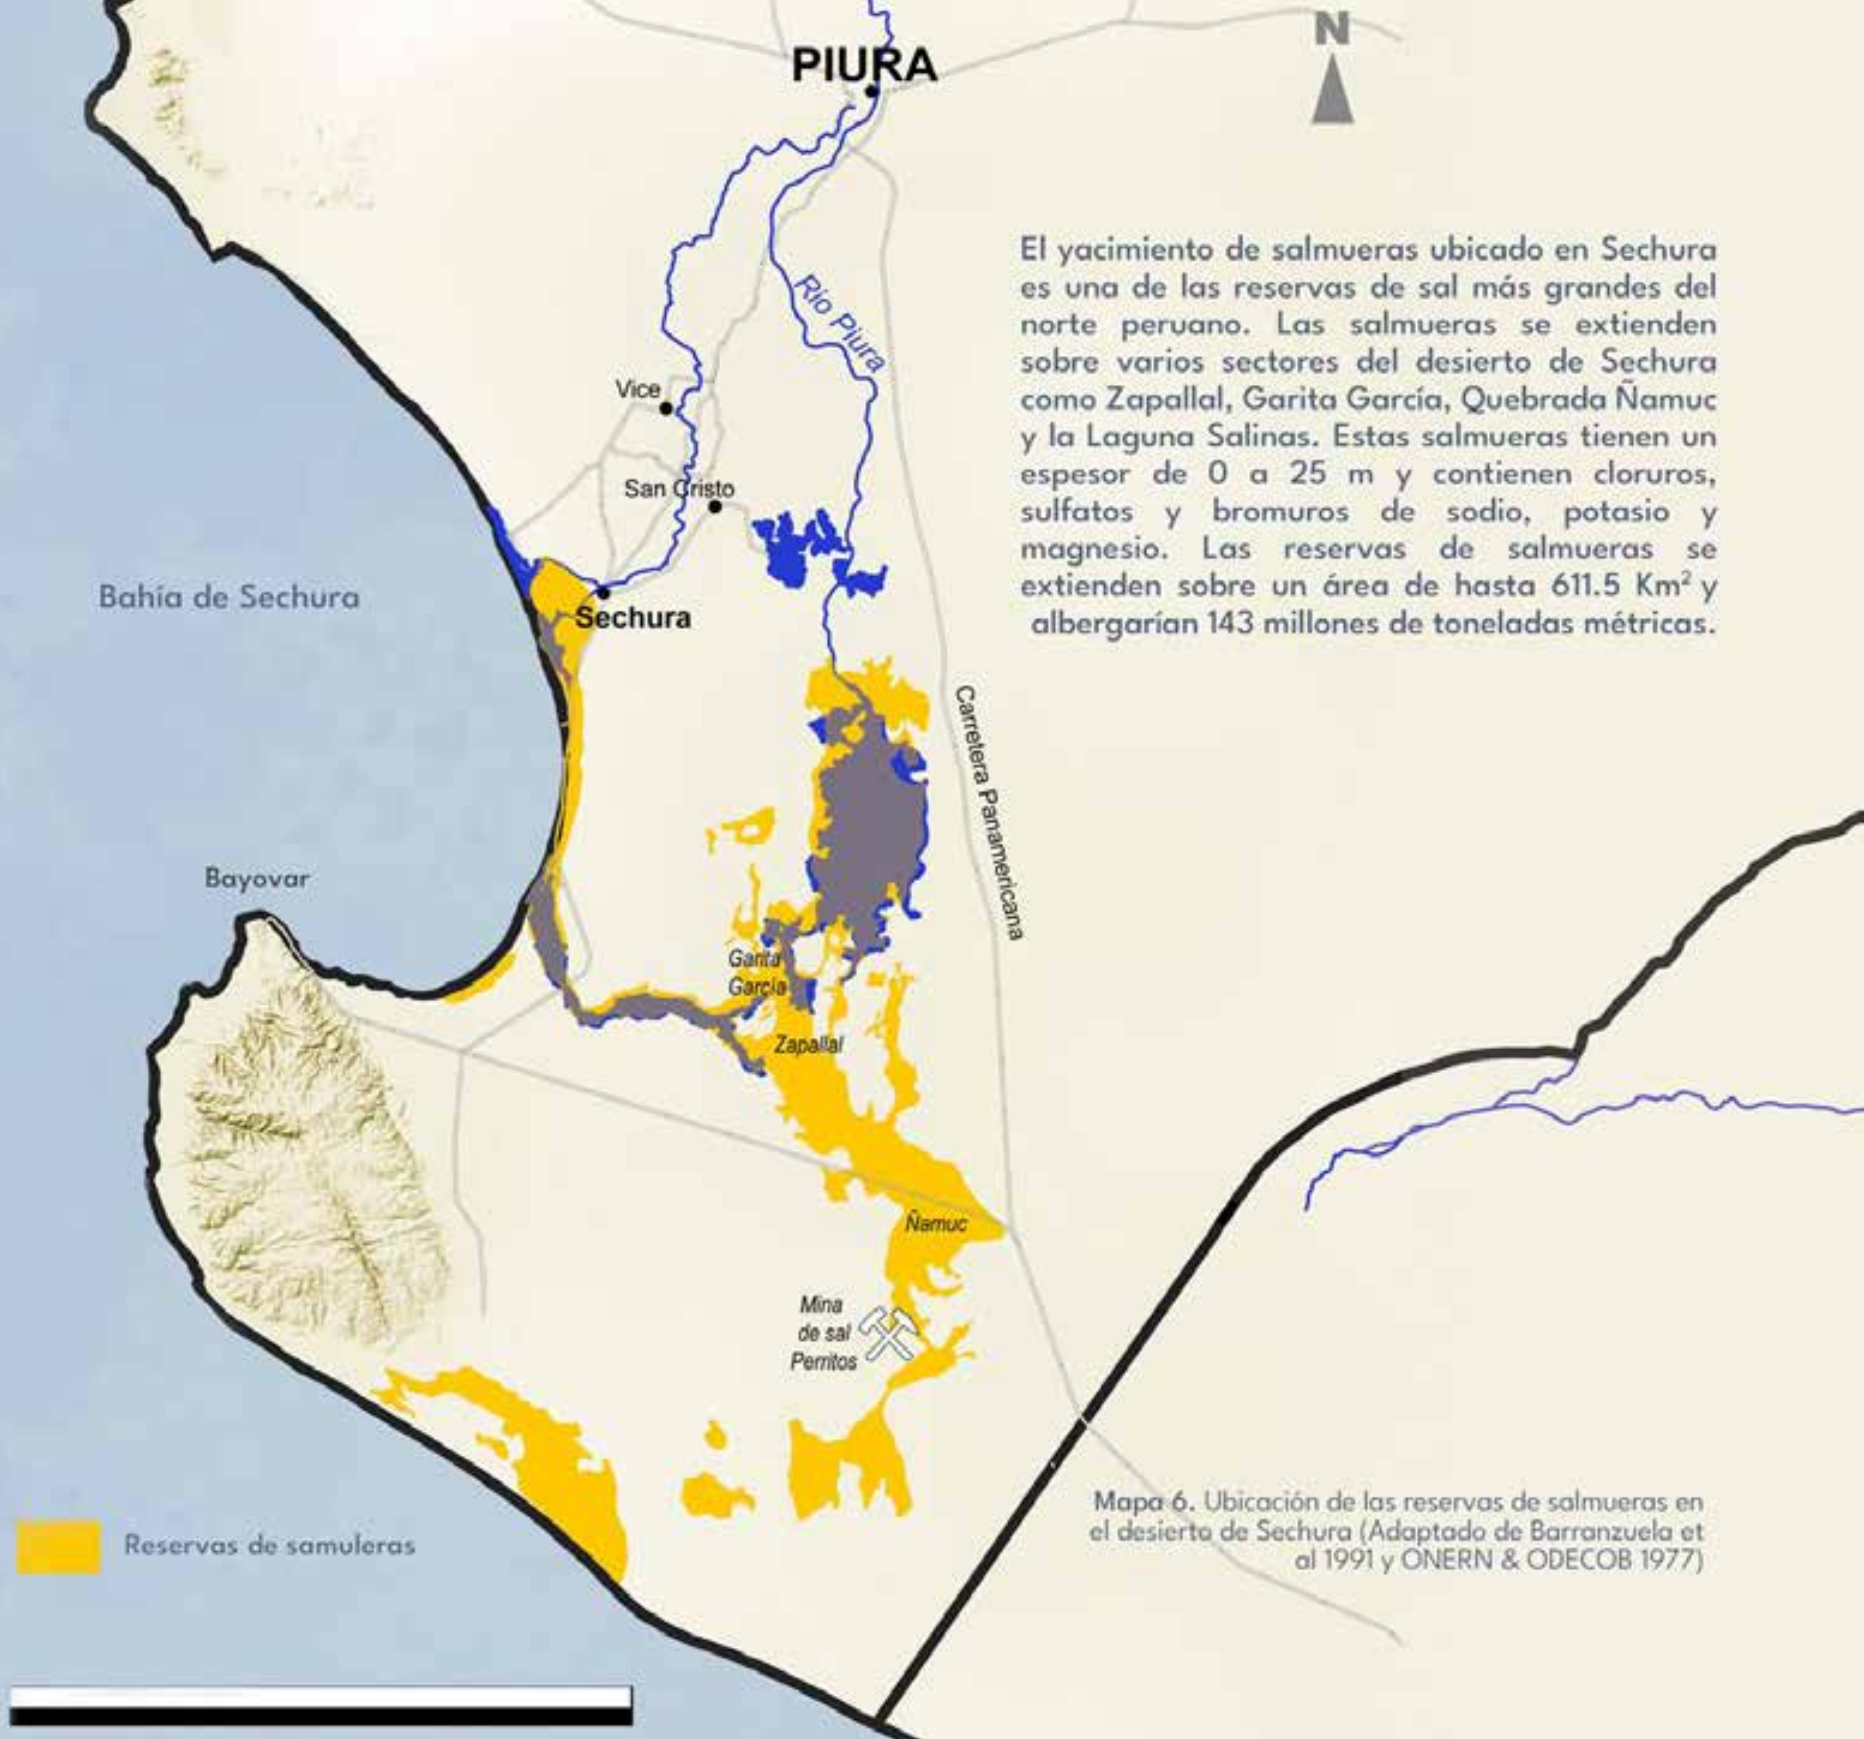 N
PIURA
El yacimiento de salmueras ubicado en Sechura
es una de las reservas de sal más grandes del
norte peruano. Las salmueras se extienden
sobre varios sectores del desierto de Sechura
como Zapallal, Garita García, Quebrada Ñamuc
y la Laguna Salinas. Estas salmueras tienen un
espesor de 0 a 25 m y contienen cloruros,
sulfatos y bromuros de sodio, potasio y
magnesio. Las reservas de salmueras se
extienden sobre un área de hasta 611.5 Km² y
albergarían 143 millones de toneladas métricas.
Río Piura
Vice
San Cristo
Bahía de Sechura
Sechura
Carretera Panamericana
Bayovar
Garita
García
Zapallal
Ñamuc
Mina
de sal
Perritos
Mapa 6. Ubicación de las reservas de salmueras en
el desierto de Sechura (Adaptado de Barranzuela et
al 1991 y ONERN & ODECOB 1977)
Reservas de samuleras